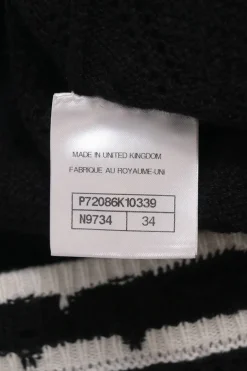 MADE IN UNITED KINGDOM
FABRIQUE AU ROYAUME-UNI
P72086K10339
N9734 34